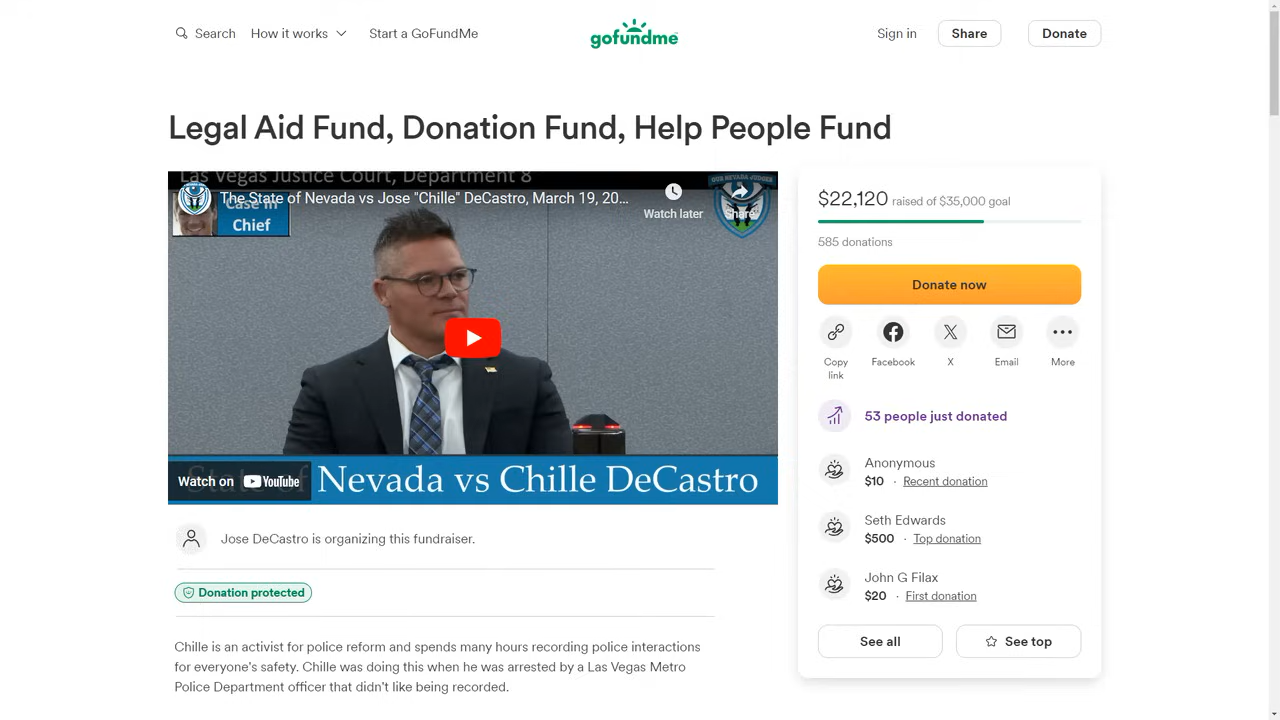 Search
How it works
Start a GoFundMe
gofundme
Sign in
Share
Donate
Legal Aid Fund, Donation Fund, Help People Fund
Las Vegas Justice Court, Department 8
The State of Nevada vs Jose "Chille" DeCastro, March 19, 20...
Case in
Chief
Watch later
Share
OUR NEVADA JUDGES
State of Nevada vs Chille DeCastro
Watch on YouTube
Jose DeCastro is organizing this fundraiser.
Donation protected
Chille is an activist for police reform and spends many hours recording police interactions
for everyone's safety. Chille was doing this when he was arrested by a Las Vegas Metro
Police Department officer that didn't like being recorded.
$22,120 raised of $35,000 goal
585 donations
Donate now
Copy
link
Facebook
X
Email
More
53 people just donated
Anonymous
$10 · Recent donation
Seth Edwards
$500 · Top donation
John G Filax
$20 · First donation
See all
See top